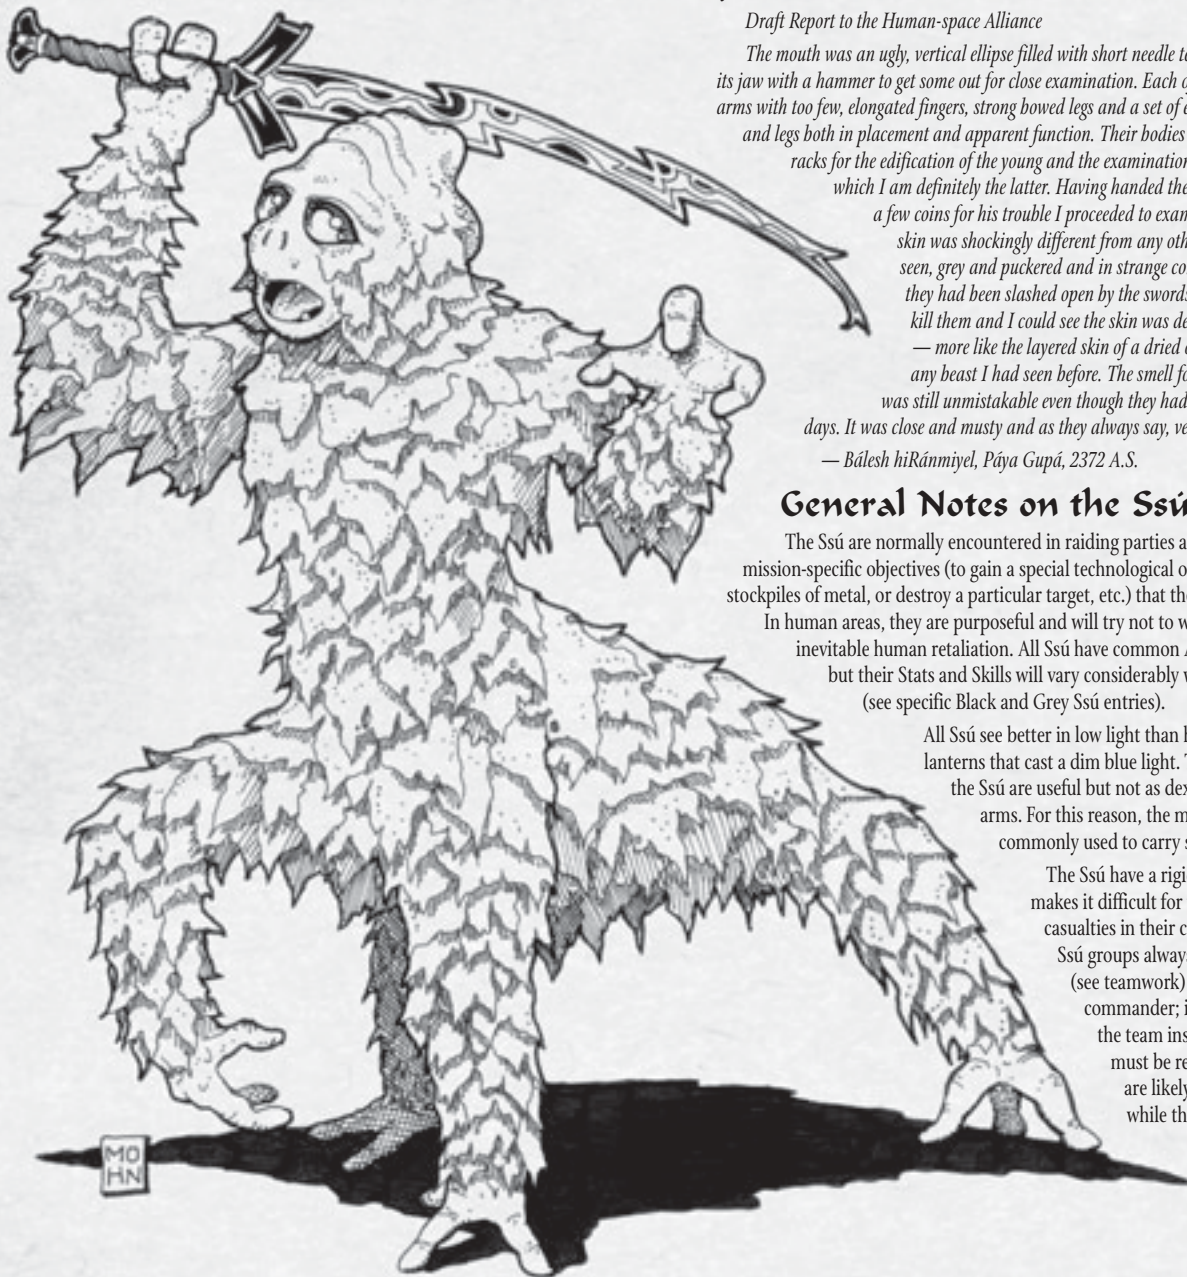 Draft Report to the Human-space Alliance
The mouth was an ugly, vertical ellipse filled with short needle
its jaw with a hammer to get some out for close examination. Each
arms with too few, elongated fingers, strong bowed legs and a set of
and legs both in placement and apparent function. Their bodies
racks for the edification of the young and the examination
which I am definitely the latter. Having handed the
a few coins for his trouble I proceeded to exam
skin was shockingly different from any oth
seen, grey and puckered and in strange co
they had been slashed open by the swords
kill them and I could see the skin was de
— more like the layered skin of a dried
any beast I had seen before. The smell fo
was still unmistakable even though they had
days. It was close and musty and as they always say, ve
— Bálesh hiRánmiyel, Páya Gupá, 2372 A.S.
General Notes on the Ssú
The Ssú are normally encountered in raiding parties a
mission-specific objectives (to gain a special technological o
stockpiles of metal, or destroy a particular target, etc.) that the
In human areas, they are purposeful and will try not to w
inevitable human retaliation. All Ssú have common
but their Stats and Skills will vary considerably
(see specific Black and Grey Ssú entries).
All Ssú see better in low light than
lanterns that cast a dim blue light.
the Ssú are useful but not as dex
arms. For this reason, the m
commonly used to carry s
The Ssú have a rigi
makes it difficult for
casualties in their c
Ssú groups always
(see teamwork)
commander; i
the team ins
must be re
are likely
while th
MO
HN